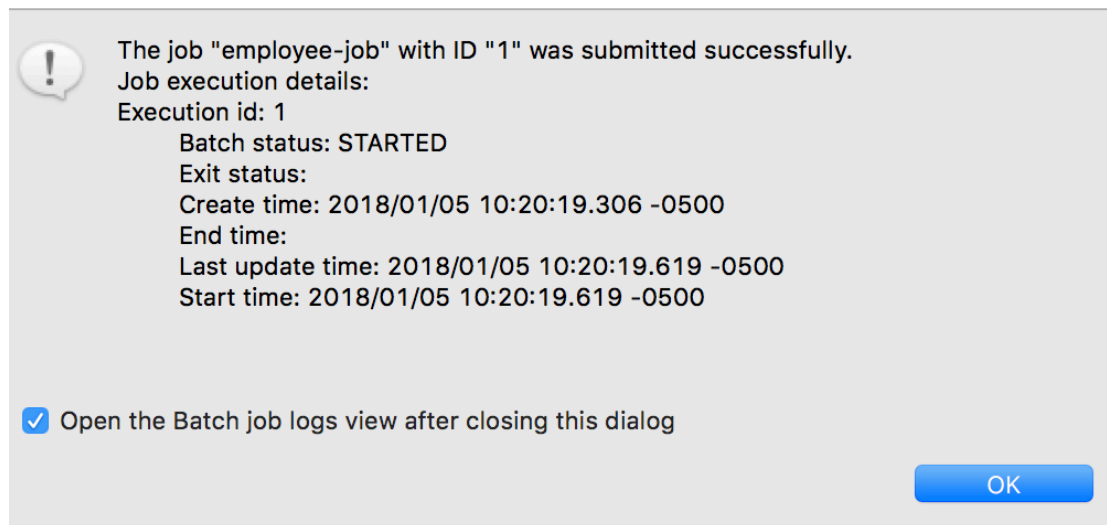 The job "employee-job" with ID "1" was submitted successfully.
Job execution details:
Execution id: 1
Batch status: STARTED
Exit status:
Create time: 2018/01/05 10:20:19.306 -0500
End time:
Last update time: 2018/01/05 10:20:19.619 -0500
Start time: 2018/01/05 10:20:19.619 -0500
Open the Batch job logs view after closing this dialog
OK